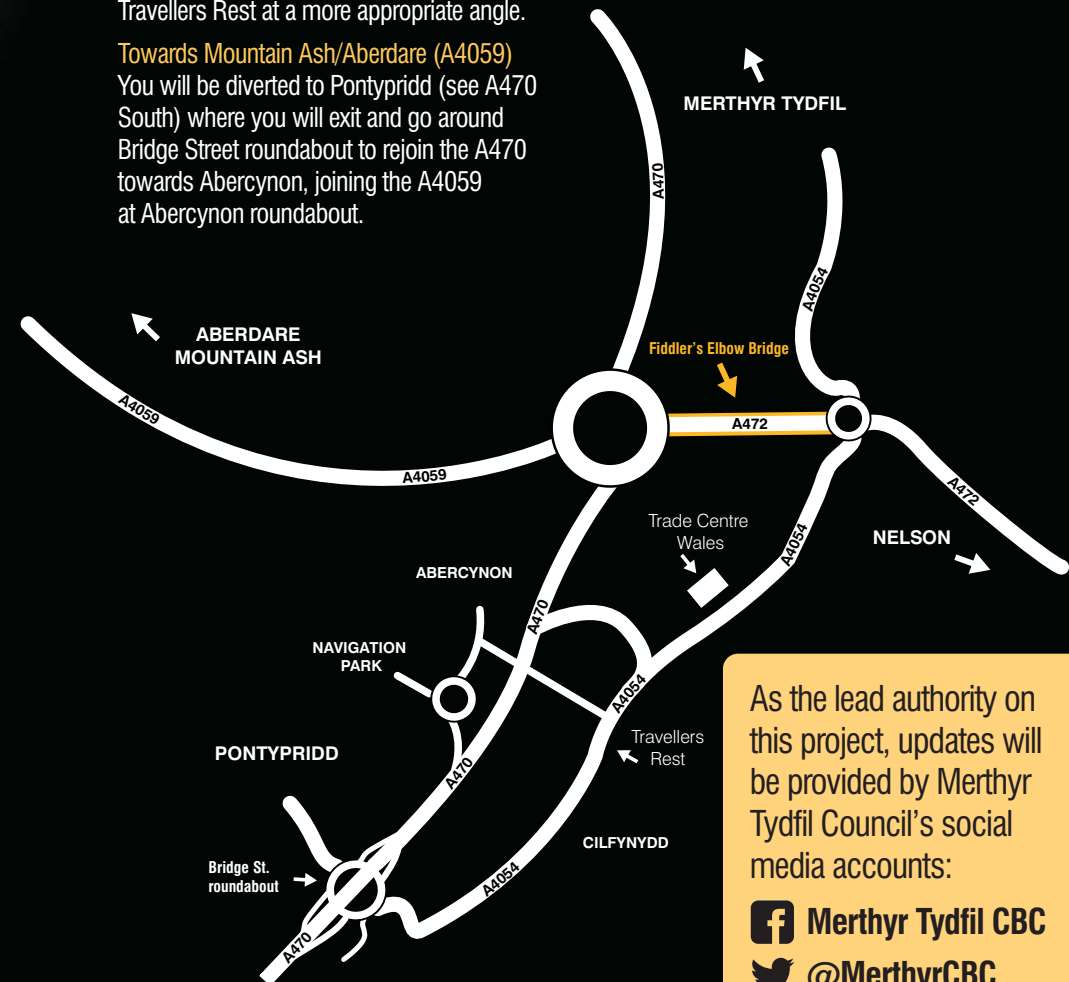 Travellers Rest at a more appropriate angle.
Towards Mountain Ash/Aberdare (A4059)
You will be diverted to Pontypridd (see A470
South) where you will exit and go around
Bridge Street roundabout to rejoin the A470
towards Abercynon, joining the A4059
at Abercynon roundabout.
MERTHYR TYDFIL
A470
A4054
ABERDARE
MOUNTAIN ASH
Fiddler's Elbow Bridge
A4059
A472
A4059
A472
Trade Centre
Wales
A4054
NELSON
ABERCYNON
A470
NAVIGATION
PARK
A4054
Travellers
Rest
PONTYPRIDD
A470
CILFYNYDD
Bridge St.
roundabout
A4054
A470
As the lead authority on
this project, updates will
be provided by Merthyr
Tydfil Council's social
media accounts:
Merthyr Tydfil CBC
@MerthyrCBC